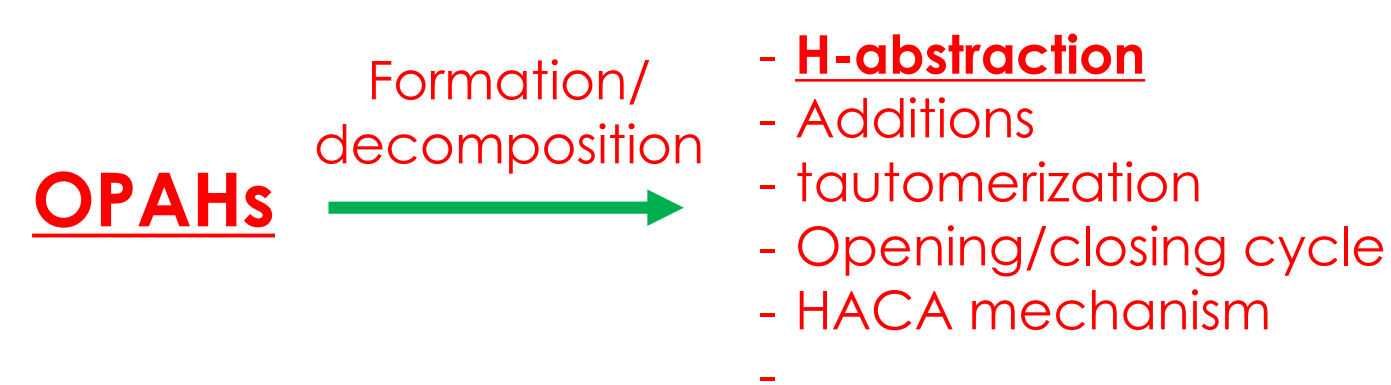 OPAHs
Formation/
decomposition
- H-abstraction
- Additions
- tautomerization
- Opening/closing cycle
- HACA mechanism
-